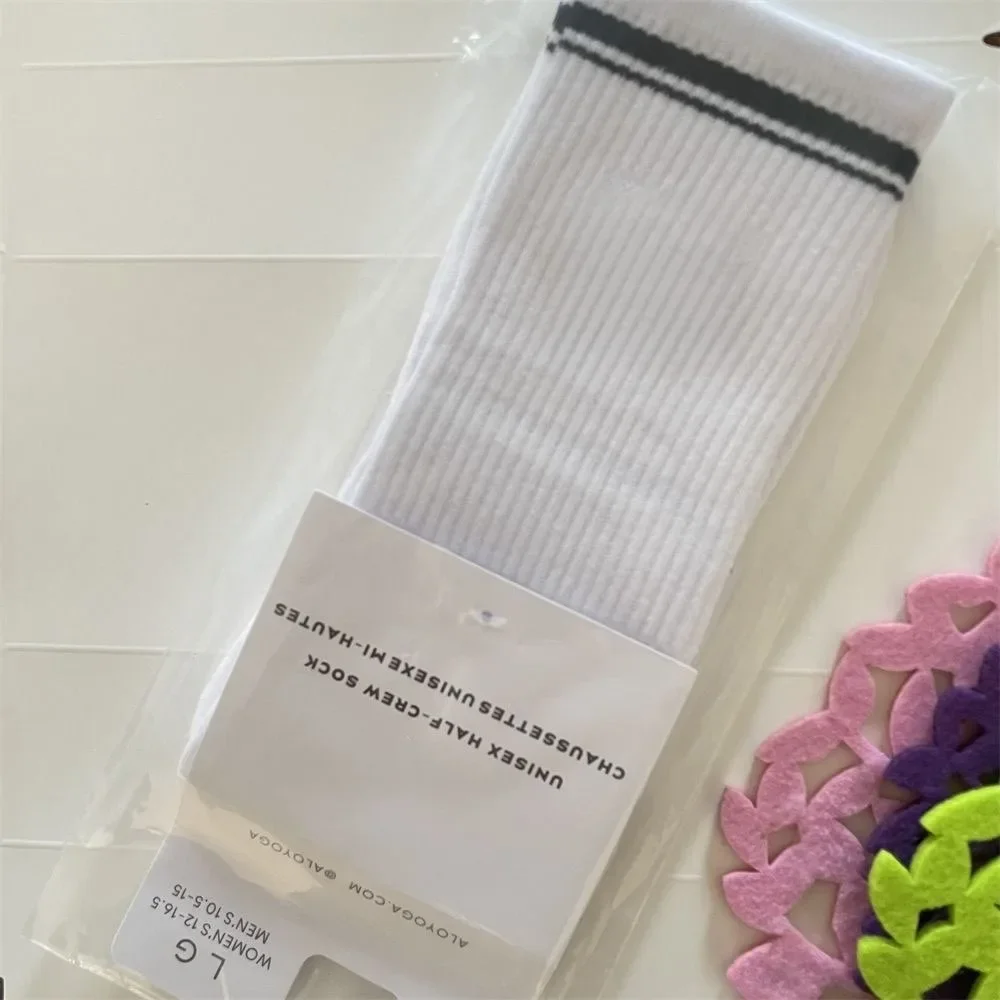 L G
WOMEN'S 12-16.5
MEN'S 10.5-15
ALOYOGA.COM @ALOYOGA
UNISEX HALF-CREW SOCK
CHAUSSETTES UNISEXE MI-HAUTES